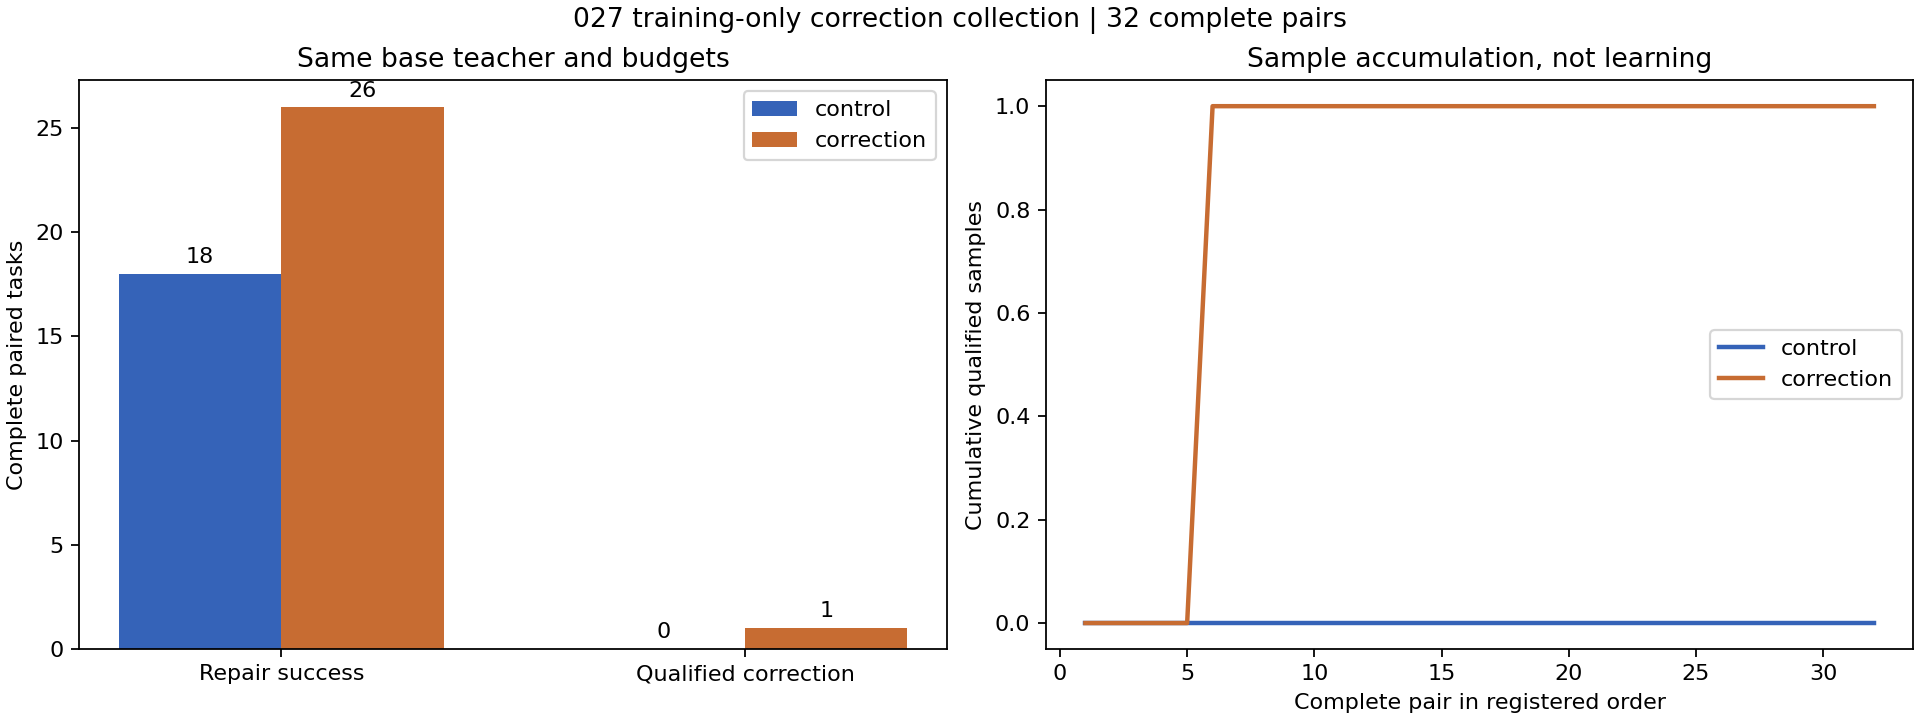 027 training-only correction collection | 32 complete pairs
Same base teacher and budgets
Complete paired tasks
25
20
15
10
5
0
18
26
0
1
control
correction
Repair success
Qualified correction
Sample accumulation, not learning
Cumulative qualified samples
1.0
0.8
0.6
0.4
0.2
0.0
control
correction
0
5
10
15
20
25
30
Complete pair in registered order